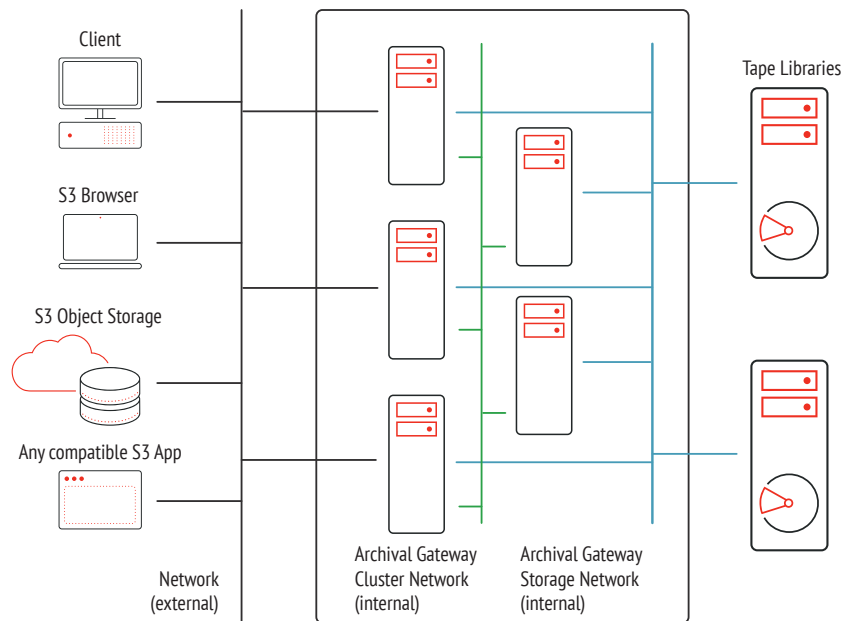 Client
S3 Browser
S3 Object Storage
Any compatible S3 App
Network
(external)
Archival Gateway
Cluster Network
(internal)
Archival Gateway
Storage Network
(internal)
Tape Libraries